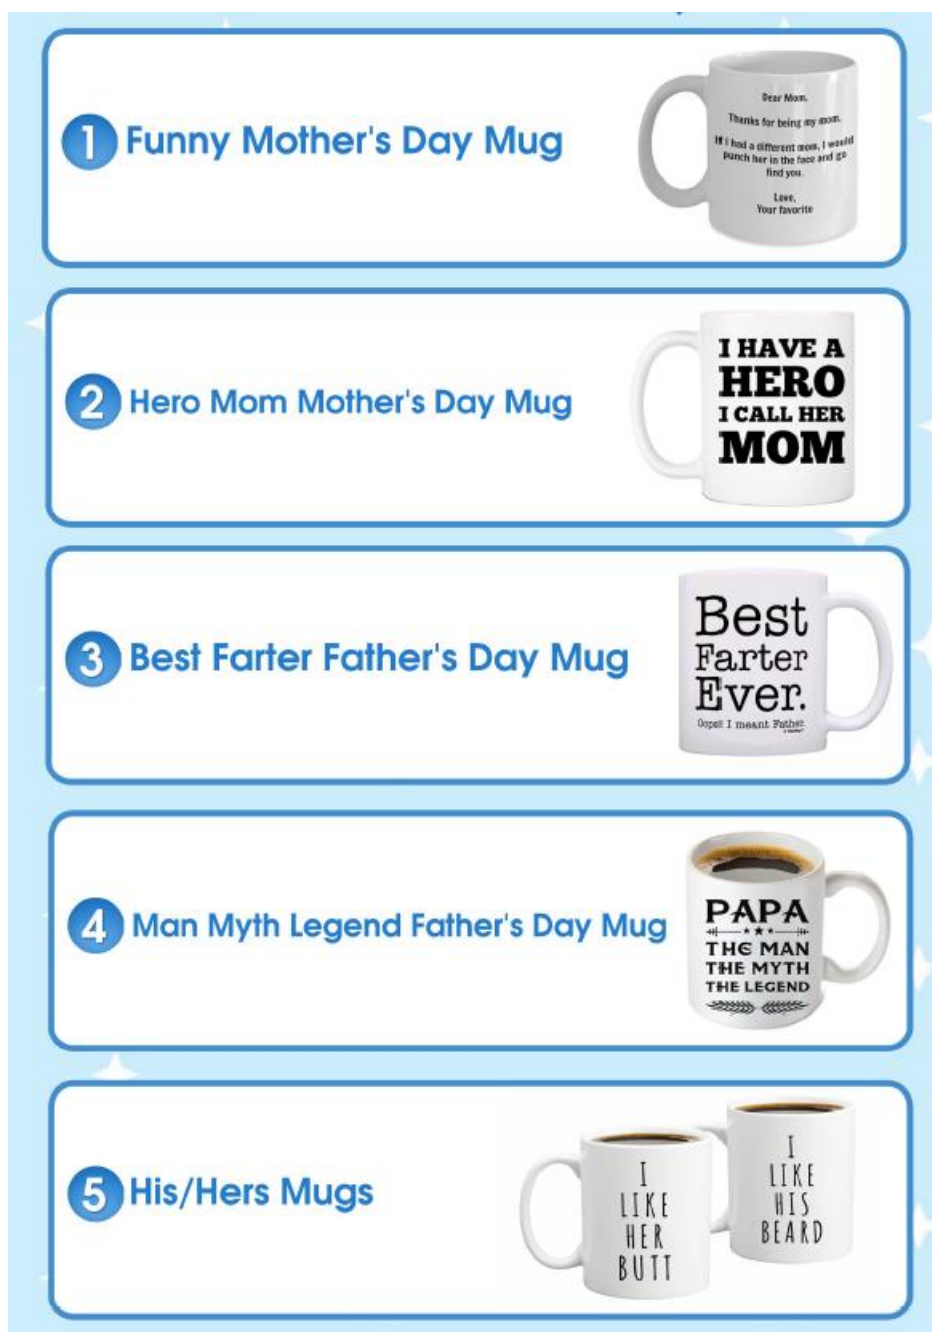 1 Funny Mother's Day Mug
Dear Mom,
Thanks for being my mom.
If I had a different mom, I would
punch her in the face and go
find you.
Love,
Your favorite
2 Hero Mom Mother's Day Mug
I HAVE A
HERO
I CALL HER
MOM
3 Best Farter Father's Day Mug
Best
Farter
Ever.
Oops!! I meant Father.
4 Man Myth Legend Father's Day Mug
PAPA
THE MAN
THE MYTH
THE LEGEND
5 His/Hers Mugs
I
LIKE
HER
BUTT
I
LIKE
HIS
BEARD